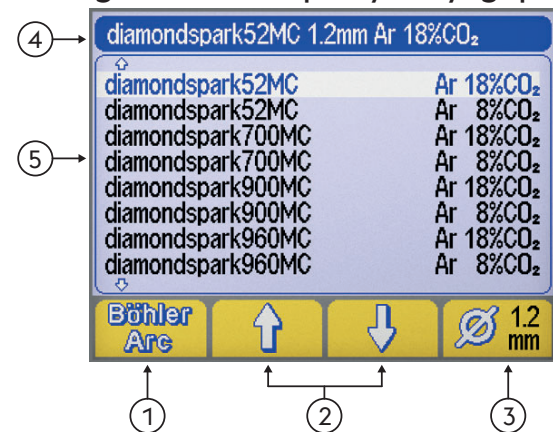 4
diamondspark52MC 1.2mm Ar 18%CO₂
5
diamondspark52MC Ar 18%CO₂
diamondspark52MC Ar 8%CO₂
diamondspark700MC Ar 18%CO₂
diamondspark700MC Ar 8%CO₂
diamondspark900MC Ar 18%CO₂
diamondspark900MC Ar 8%CO₂
diamondspark960MC Ar 18%CO₂
diamondspark960MC Ar 8%CO₂
Böhler
Arc
1.2
mm
1 2 3